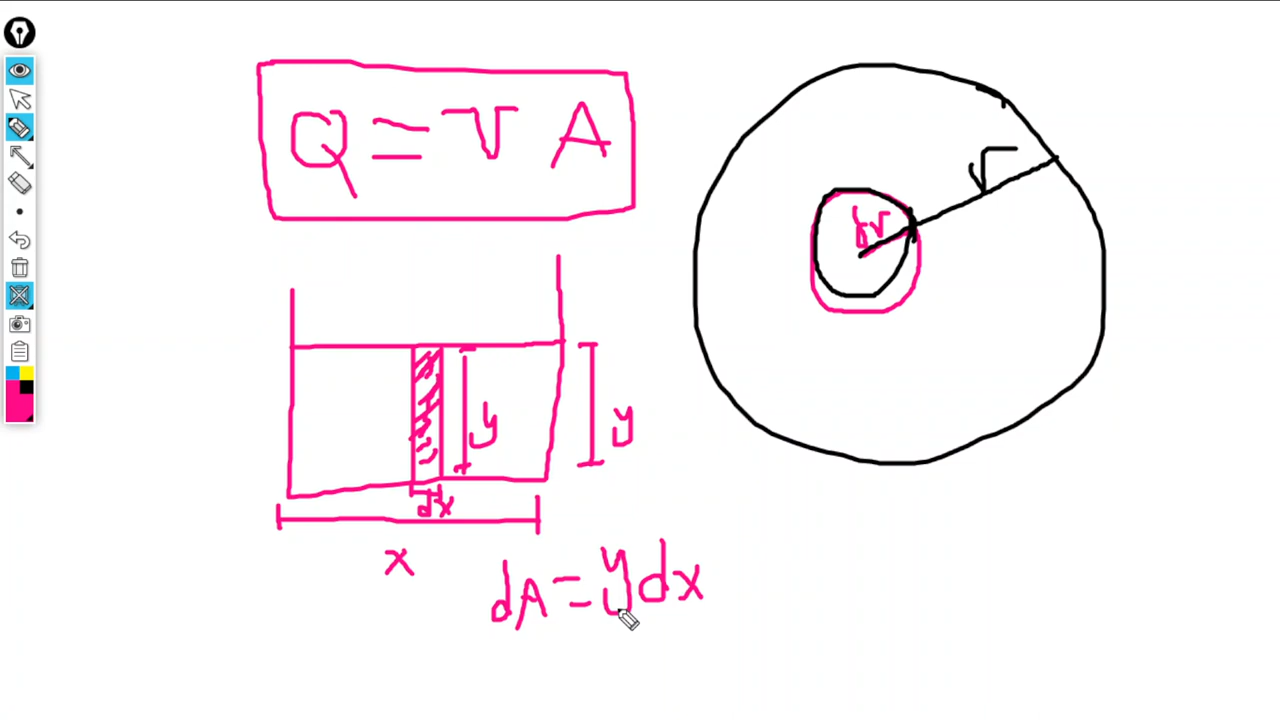 Q = V A
r
dr
y
y
dx
x
dA = y dx